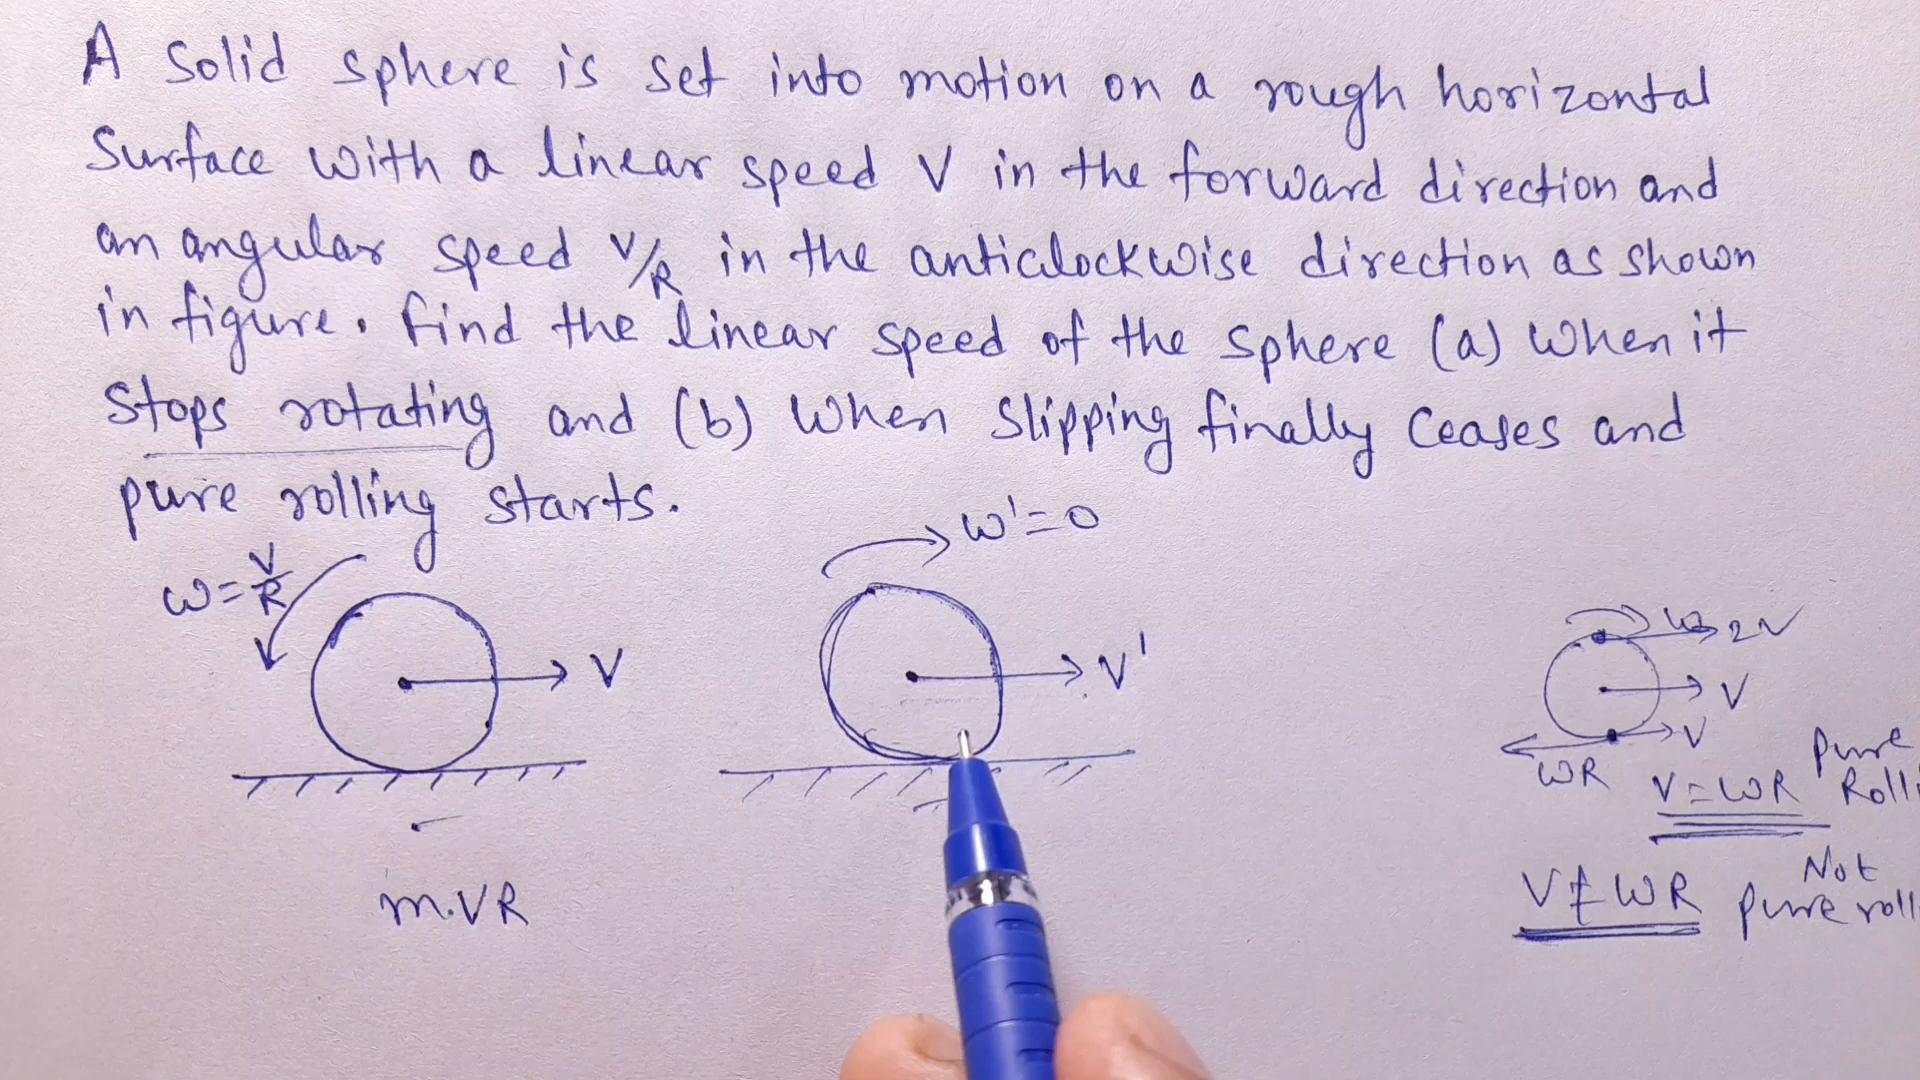 A solid sphere is set into motion on a rough horizontal
Surface with a linear speed V in the forward direction and
an angular speed V/R in the anticlockwise direction as shown
in figure. Find the linear speed of the sphere (a) When it
stops rotating and (b) When slipping finally Ceases and
pure rolling starts.
ω'=0
ω=V/R
V
V'
ω 2V
V
V
ωR
V=ωR Pure
Rolli
Not
V≠ωR pure roll
m.VR